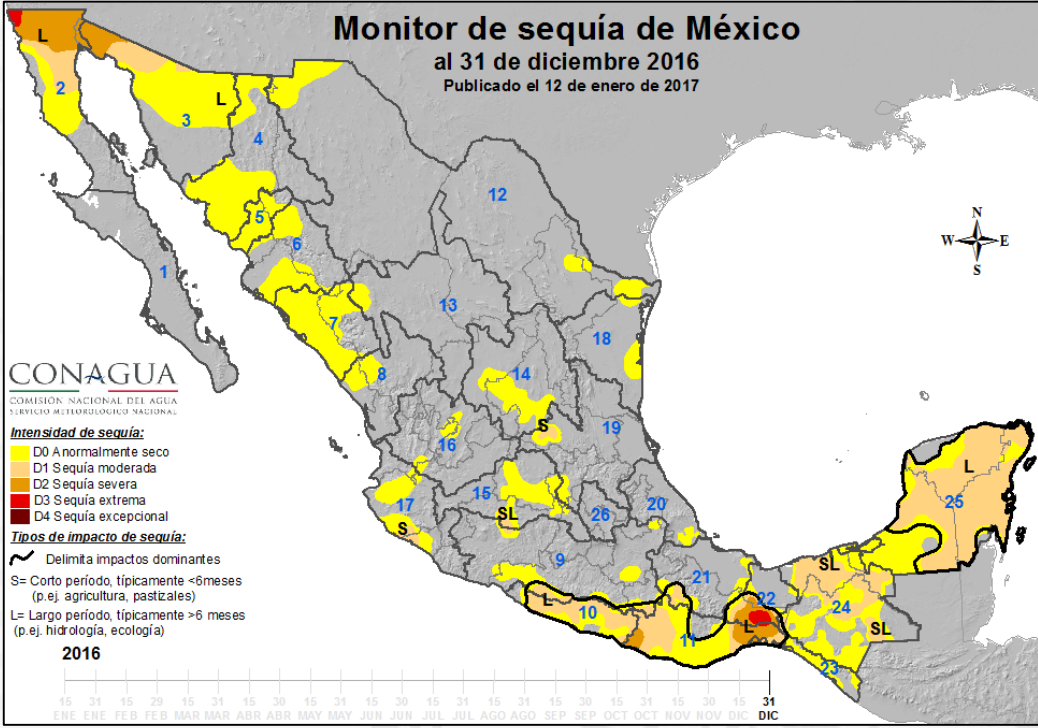 Monitor de sequía de México
al 31 de diciembre 2016
Publicado el 12 de enero de 2017
L
2
3
L
4
12
N
W E
S
5
6
1
13
7
18
8
14
CONAGUA
COMISIÓN NACIONAL DEL AGUA
SERVICIO METEOROLÓGICO NACIONAL
S
19
16
Intensidad de sequía:
D0 Anormalmente seco
D1 Sequía moderada
D2 Sequía severa
D3 Sequía extrema
D4 Sequía excepcional
L
25
15
17
SL
26
20
S
Tipos de impacto de sequía:
Delimita impactos dominantes
S= Corto período, típicamente <6meses
(p.ej. agricultura, pastizales)
L= Largo período, típicamente >6 meses
(p.ej. hidrología, ecología)
9
21
SL
22
24
L
10
11
L
SL
23
2016
15 31 15 29 15 31 15 30 15 31 15 30 15 31 15 31 15 30 15 31 15 30 15 31
ENE ENE FEB FEB MAR MAR ABR ABR MAY MAY JUN JUN JUL JUL AGO AGO SEP SEP OCT OCT NOV NOV DIC DIC